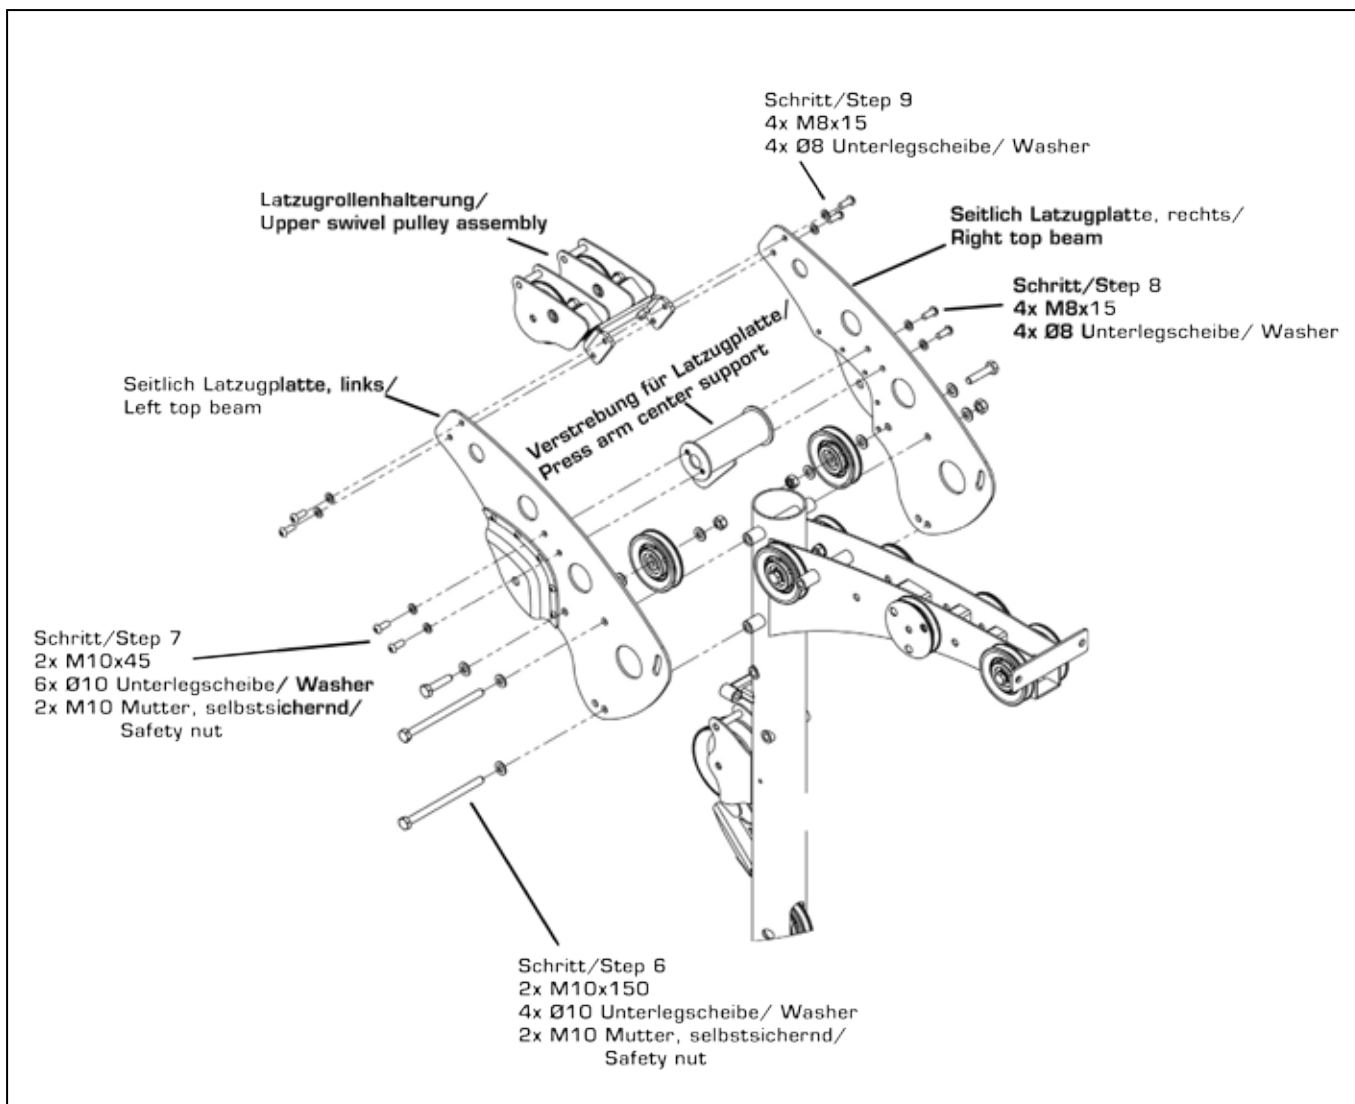 Schritt/Step 9
4x M8x15
4x Ø8 Unterlegscheibe/ Washer
Latzugrollenhalterung/
Upper swivel pulley assembly
Seitlich Latzugplatte, rechts/
Right top beam
Schritt/Step 8
4x M8x15
4x Ø8 Unterlegscheibe/ Washer
Seitlich Latzugplatte, links/
Left top beam
Verstrebung für Latzugplatte/
Press arm center support
Schritt/Step 7
2x M10x45
6x Ø10 Unterlegscheibe/ Washer
2x M10 Mutter, selbstsichernd/
Safety nut
Schritt/Step 6
2x M10x150
4x Ø10 Unterlegscheibe/ Washer
2x M10 Mutter, selbstsichernd/
Safety nut